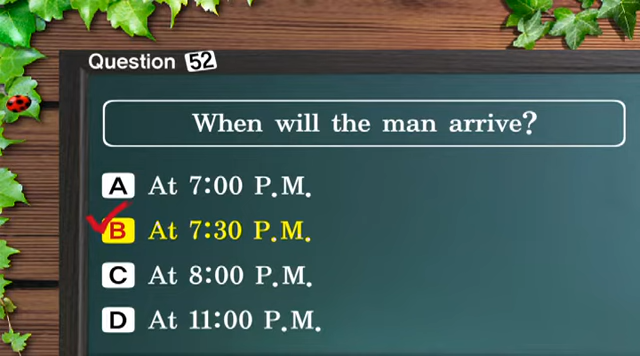 Question 52
When will the man arrive?
A At 7:00 P.M.
B At 7:30 P.M.
C At 8:00 P.M.
D At 11:00 P.M.